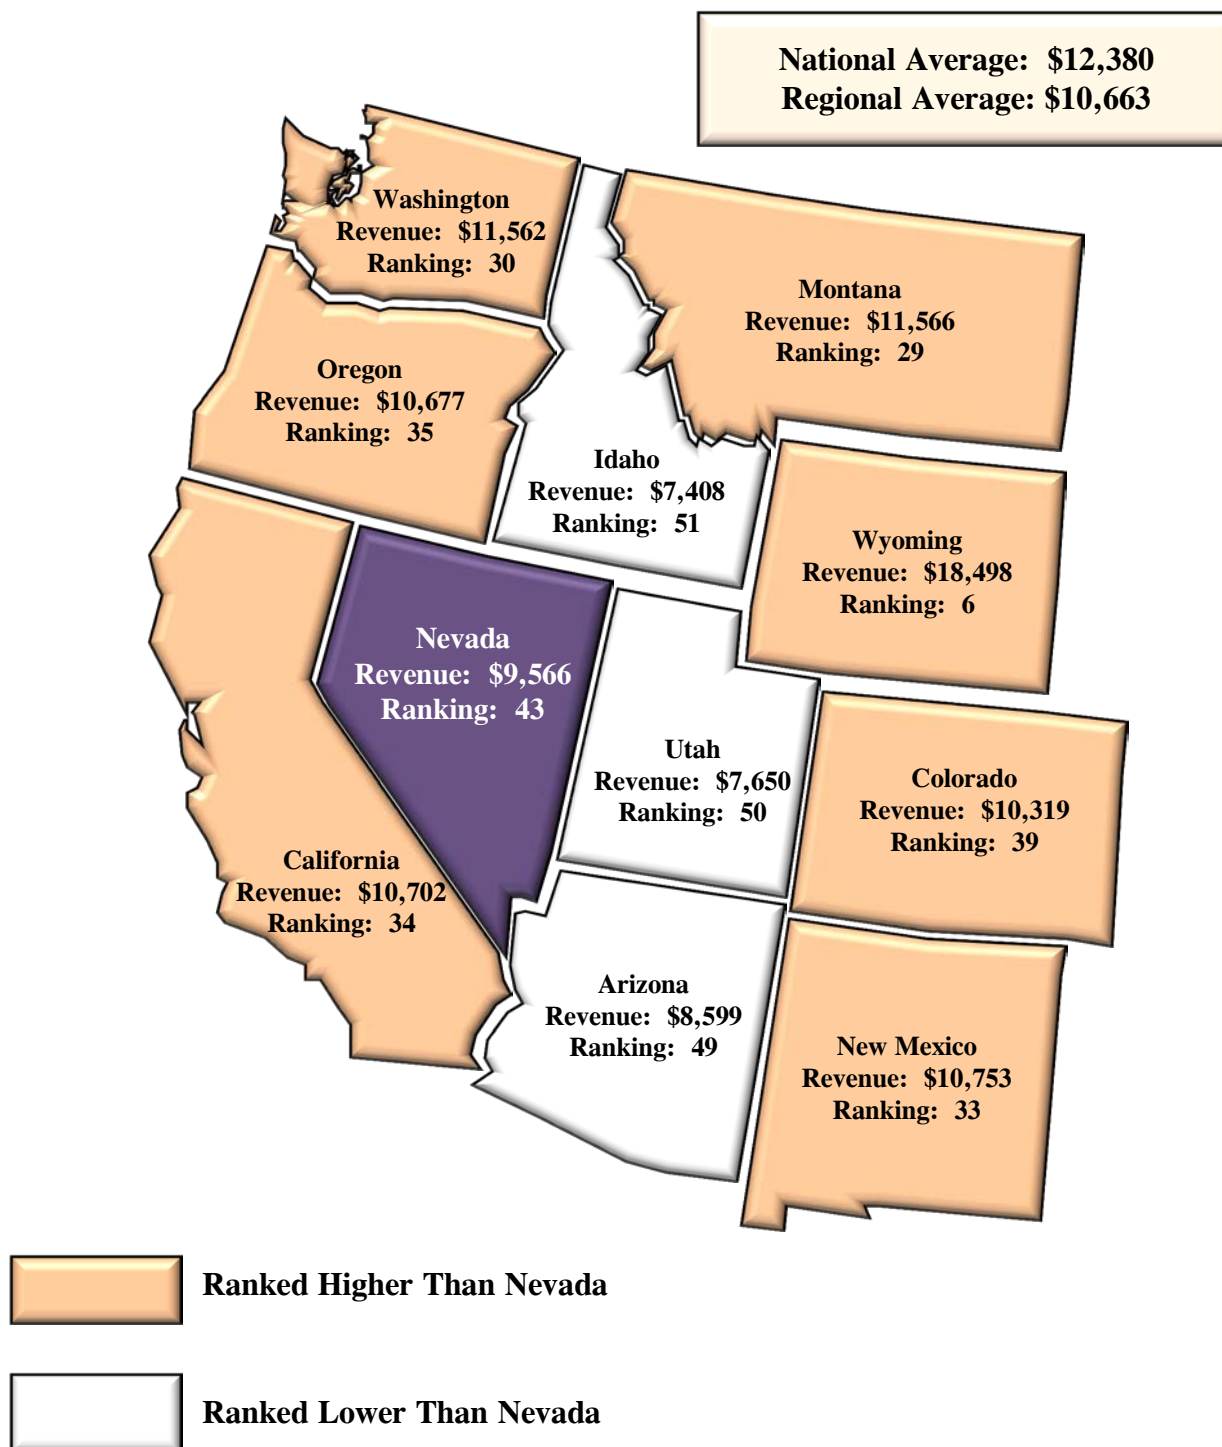 National Average: $12,380
Regional Average: $10,663
Washington
Revenue: $11,562
Ranking: 30
Montana
Revenue: $11,566
Ranking: 29
Oregon
Revenue: $10,677
Ranking: 35
Idaho
Revenue: $7,408
Ranking: 51
Wyoming
Revenue: $18,498
Ranking: 6
Nevada
Revenue: $9,566
Ranking: 43
Utah
Revenue: $7,650
Ranking: 50
Colorado
Revenue: $10,319
Ranking: 39
California
Revenue: $10,702
Ranking: 34
Arizona
Revenue: $8,599
Ranking: 49
New Mexico
Revenue: $10,753
Ranking: 33
Ranked Higher Than Nevada
Ranked Lower Than Nevada